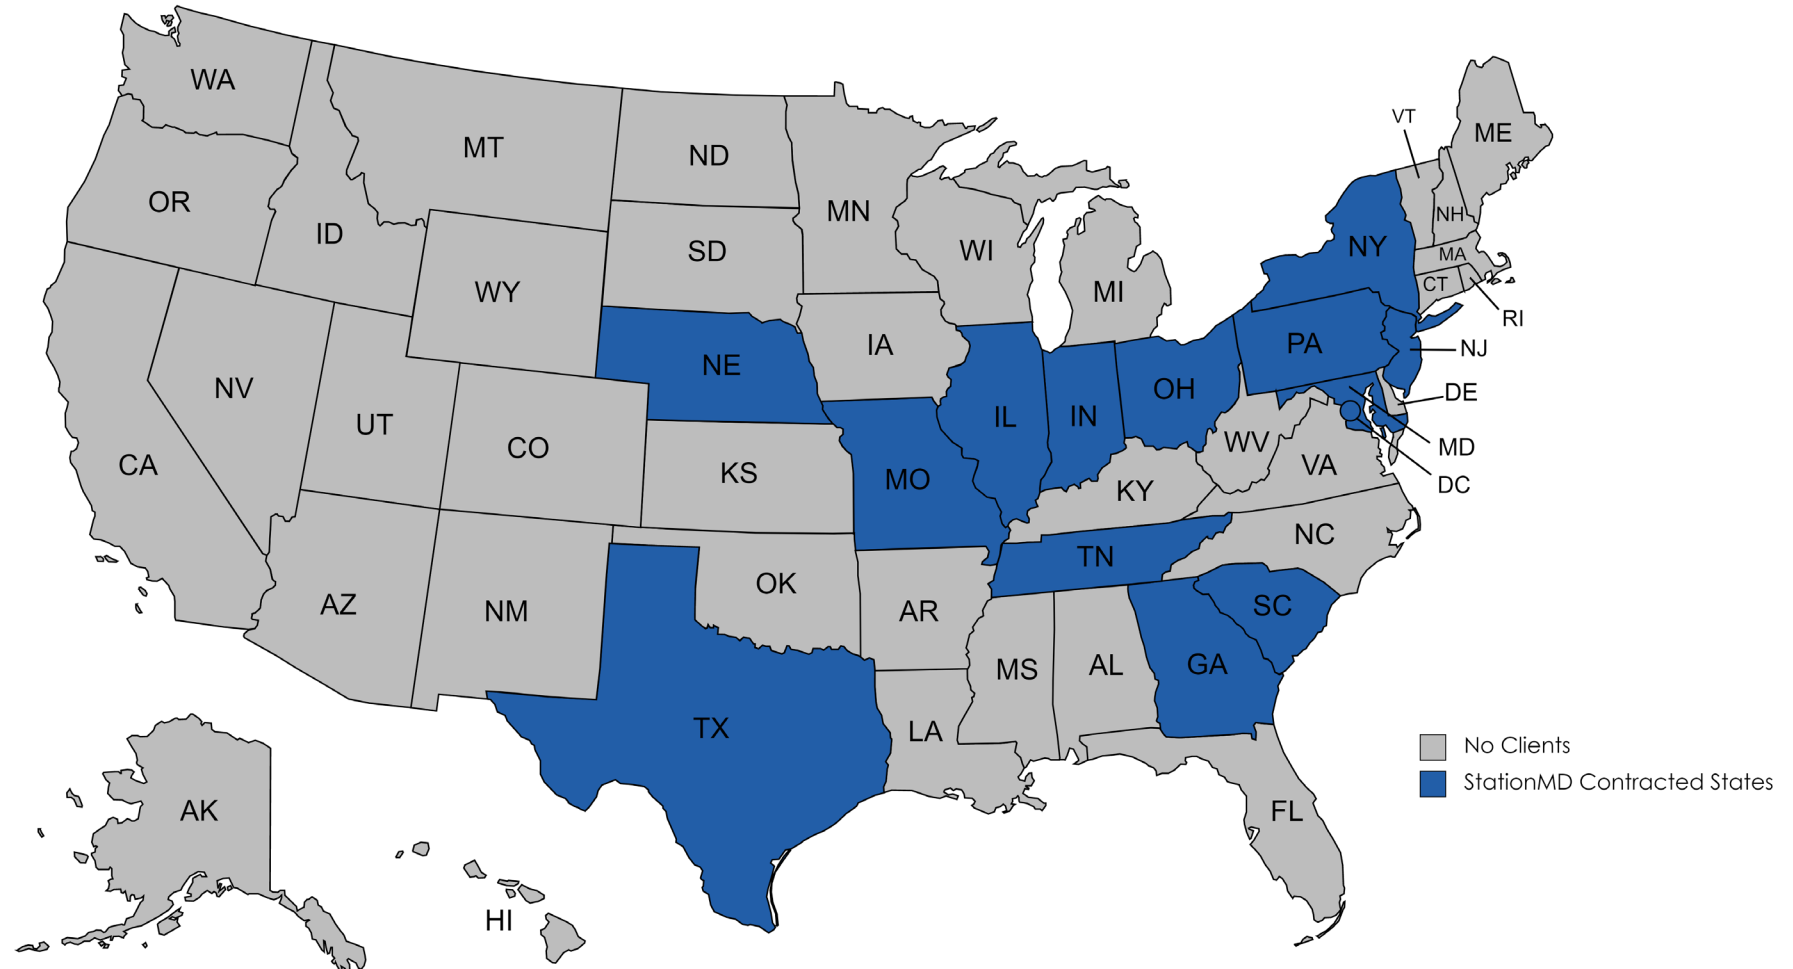 WA
MT
ND
MN
OR
ID
SD
WI
MI
WY
VT
ME
NH
NY
MA
CT
RI
NE
IA
PA
NJ
NV
UT
CO
IL
IN
OH
DE
CA
KS
MO
WV
VA
MD
KY
DC
AZ
NM
OK
AR
TN
NC
MS
AL
GA
SC
TX
LA
FL
AK
HI
No Clients
StationMD Contracted States